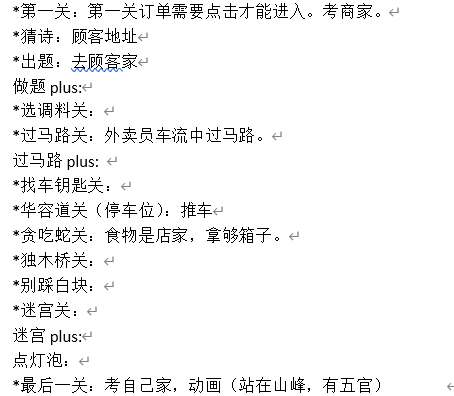 *第一关：第一关订单需要点击才能进入。考商家。
*猜诗：顾客地址
*出题：去顾客家
做题 plus:
*选调料关：
*过马路关：外卖员车流中过马路。
过马路 plus:
*找车钥匙关：
*华容道关（停车位）：推车
*贪吃蛇关：食物是店家，拿够箱子。
*独木桥关：
*别踩白块：
*迷宫关：
迷宫 plus:
点灯泡：
*最后一关：考自己家，动画（站在山峰，有五官）